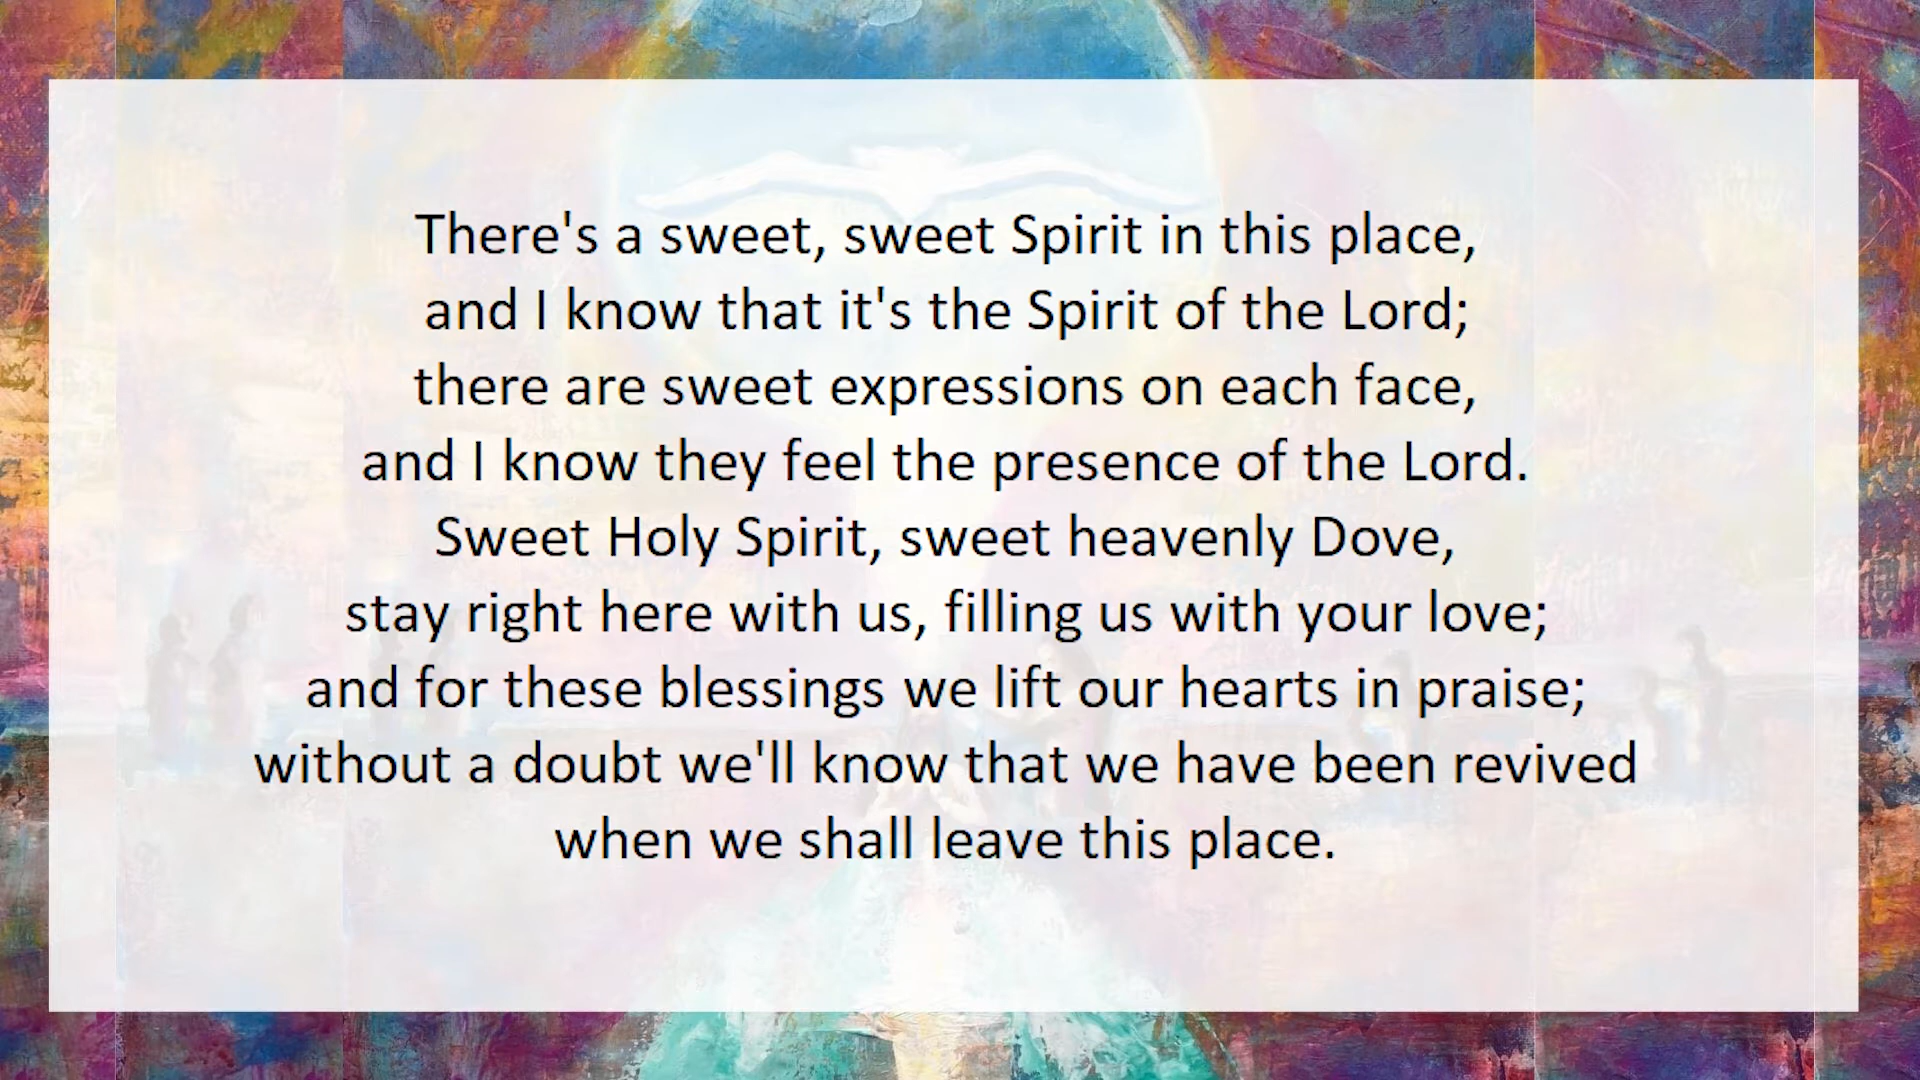 There's a sweet, sweet Spirit in this place,
and I know that it's the Spirit of the Lord;
there are sweet expressions on each face,
and I know they feel the presence of the Lord.
Sweet Holy Spirit, sweet heavenly Dove,
stay right here with us, filling us with your love;
and for these blessings we lift our hearts in praise;
without a doubt we'll know that we have been revived
when we shall leave this place.